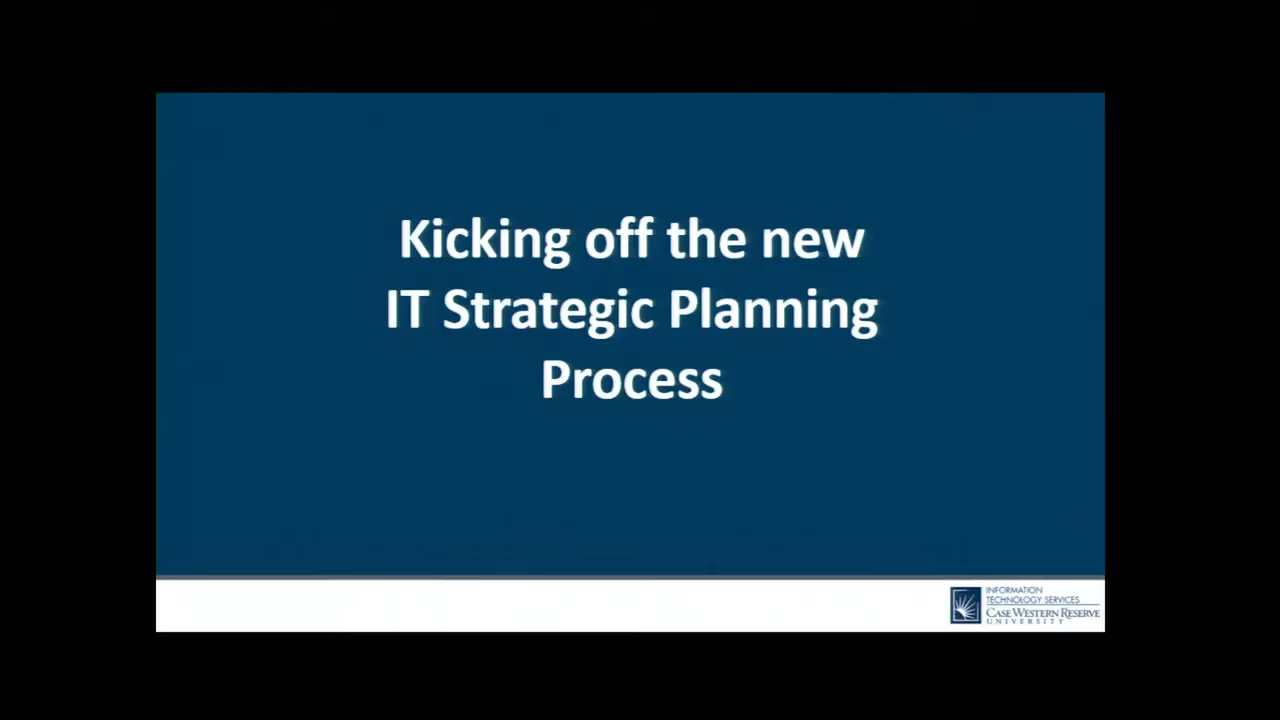 Kicking off the new
IT Strategic Planning
Process
INFORMATION
TECHNOLOGY SERVICES
CASE WESTERN RESERVE
UNIVERSITY